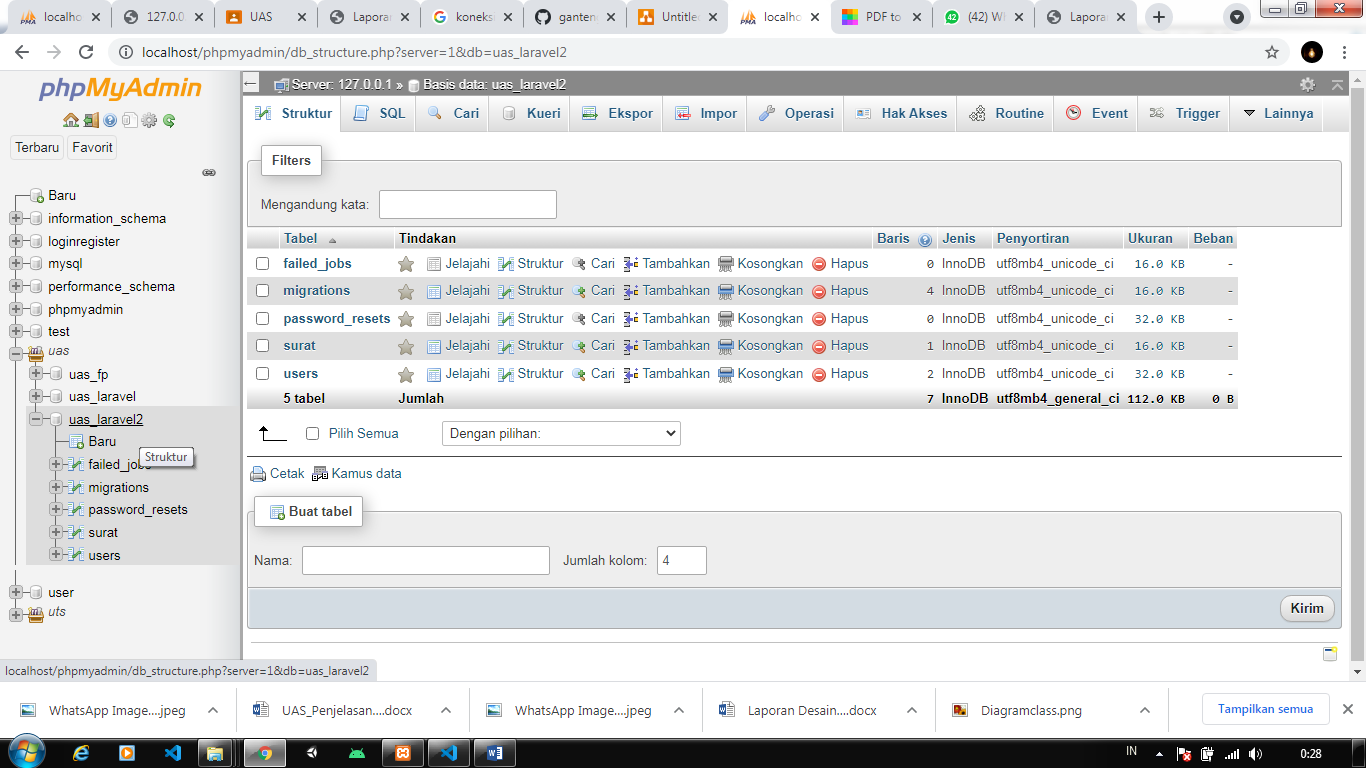 localho
127.0.0
UAS
Laporan
koneksi
ganteng
Untitled
localho
PDF to
(42) W
Laporan
localhost/phpmyadmin/db_structure.php?server=1&db=uas_laravel2
phpMyAdmin
Terbaru Favorit
Baru
information_schema
loginregister
mysql
performance_schema
phpmyadmin
test
uas
uas_fp
uas_laravel
uas_laravel2
Baru
Struktur
failed_jobs
migrations
password_resets
surat
users
user
uts
Server: 127.0.0.1 » Basis data: uas_laravel2
Struktur SQL Cari Kueri Ekspor Impor Operasi Hak Akses Routine Event Trigger Lainnya
Filters
Mengandung kata:
Tabel Tindakan Baris Jenis Penyortiran Ukuran Beban
failed_jobs Jelajahi Struktur Cari Tambahkan Kosongkan Hapus 0 InnoDB utf8mb4_unicode_ci 16.0 KB -
migrations Jelajahi Struktur Cari Tambahkan Kosongkan Hapus 4 InnoDB utf8mb4_unicode_ci 16.0 KB -
password_resets Jelajahi Struktur Cari Tambahkan Kosongkan Hapus 0 InnoDB utf8mb4_unicode_ci 32.0 KB -
surat Jelajahi Struktur Cari Tambahkan Kosongkan Hapus 1 InnoDB utf8mb4_unicode_ci 16.0 KB -
users Jelajahi Struktur Cari Tambahkan Kosongkan Hapus 2 InnoDB utf8mb4_unicode_ci 32.0 KB -
5 tabel Jumlah 7 InnoDB utf8mb4_general_ci 112.0 KB 0 B
Pilih Semua Dengan pilihan:
Cetak Kamus data
Buat tabel
Nama: Jumlah kolom: 4
Kirim
localhost/phpmyadmin/db_structure.php?server=1&db=uas_laravel2
WhatsApp Image....jpeg
UAS_Penjelasan....docx
WhatsApp Image....jpeg
Laporan Desain....docx
Diagramclass.png
Tampilkan semua
IN
0:28